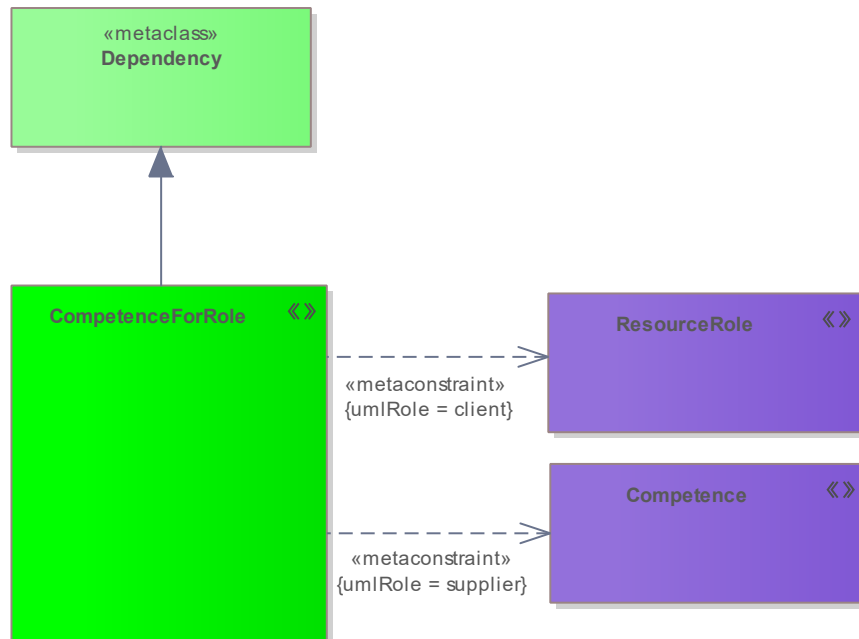 «metaclass»
Dependency
CompetenceForRole
«»
ResourceRole
«»
«metaconstraint»
{umlRole = client}
Competence
«»
«metaconstraint»
{umlRole = supplier}